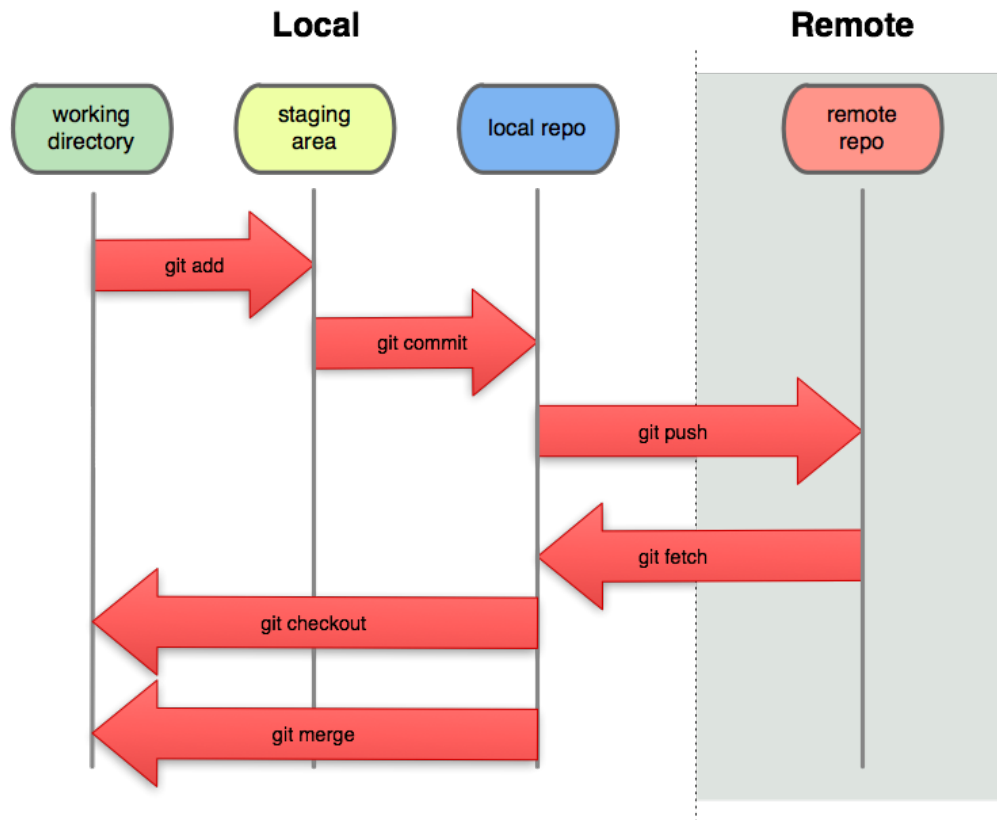 Local
Remote
working
directory
staging
area
local repo
remote
repo
git add
git commit
git push
git fetch
git checkout
git merge